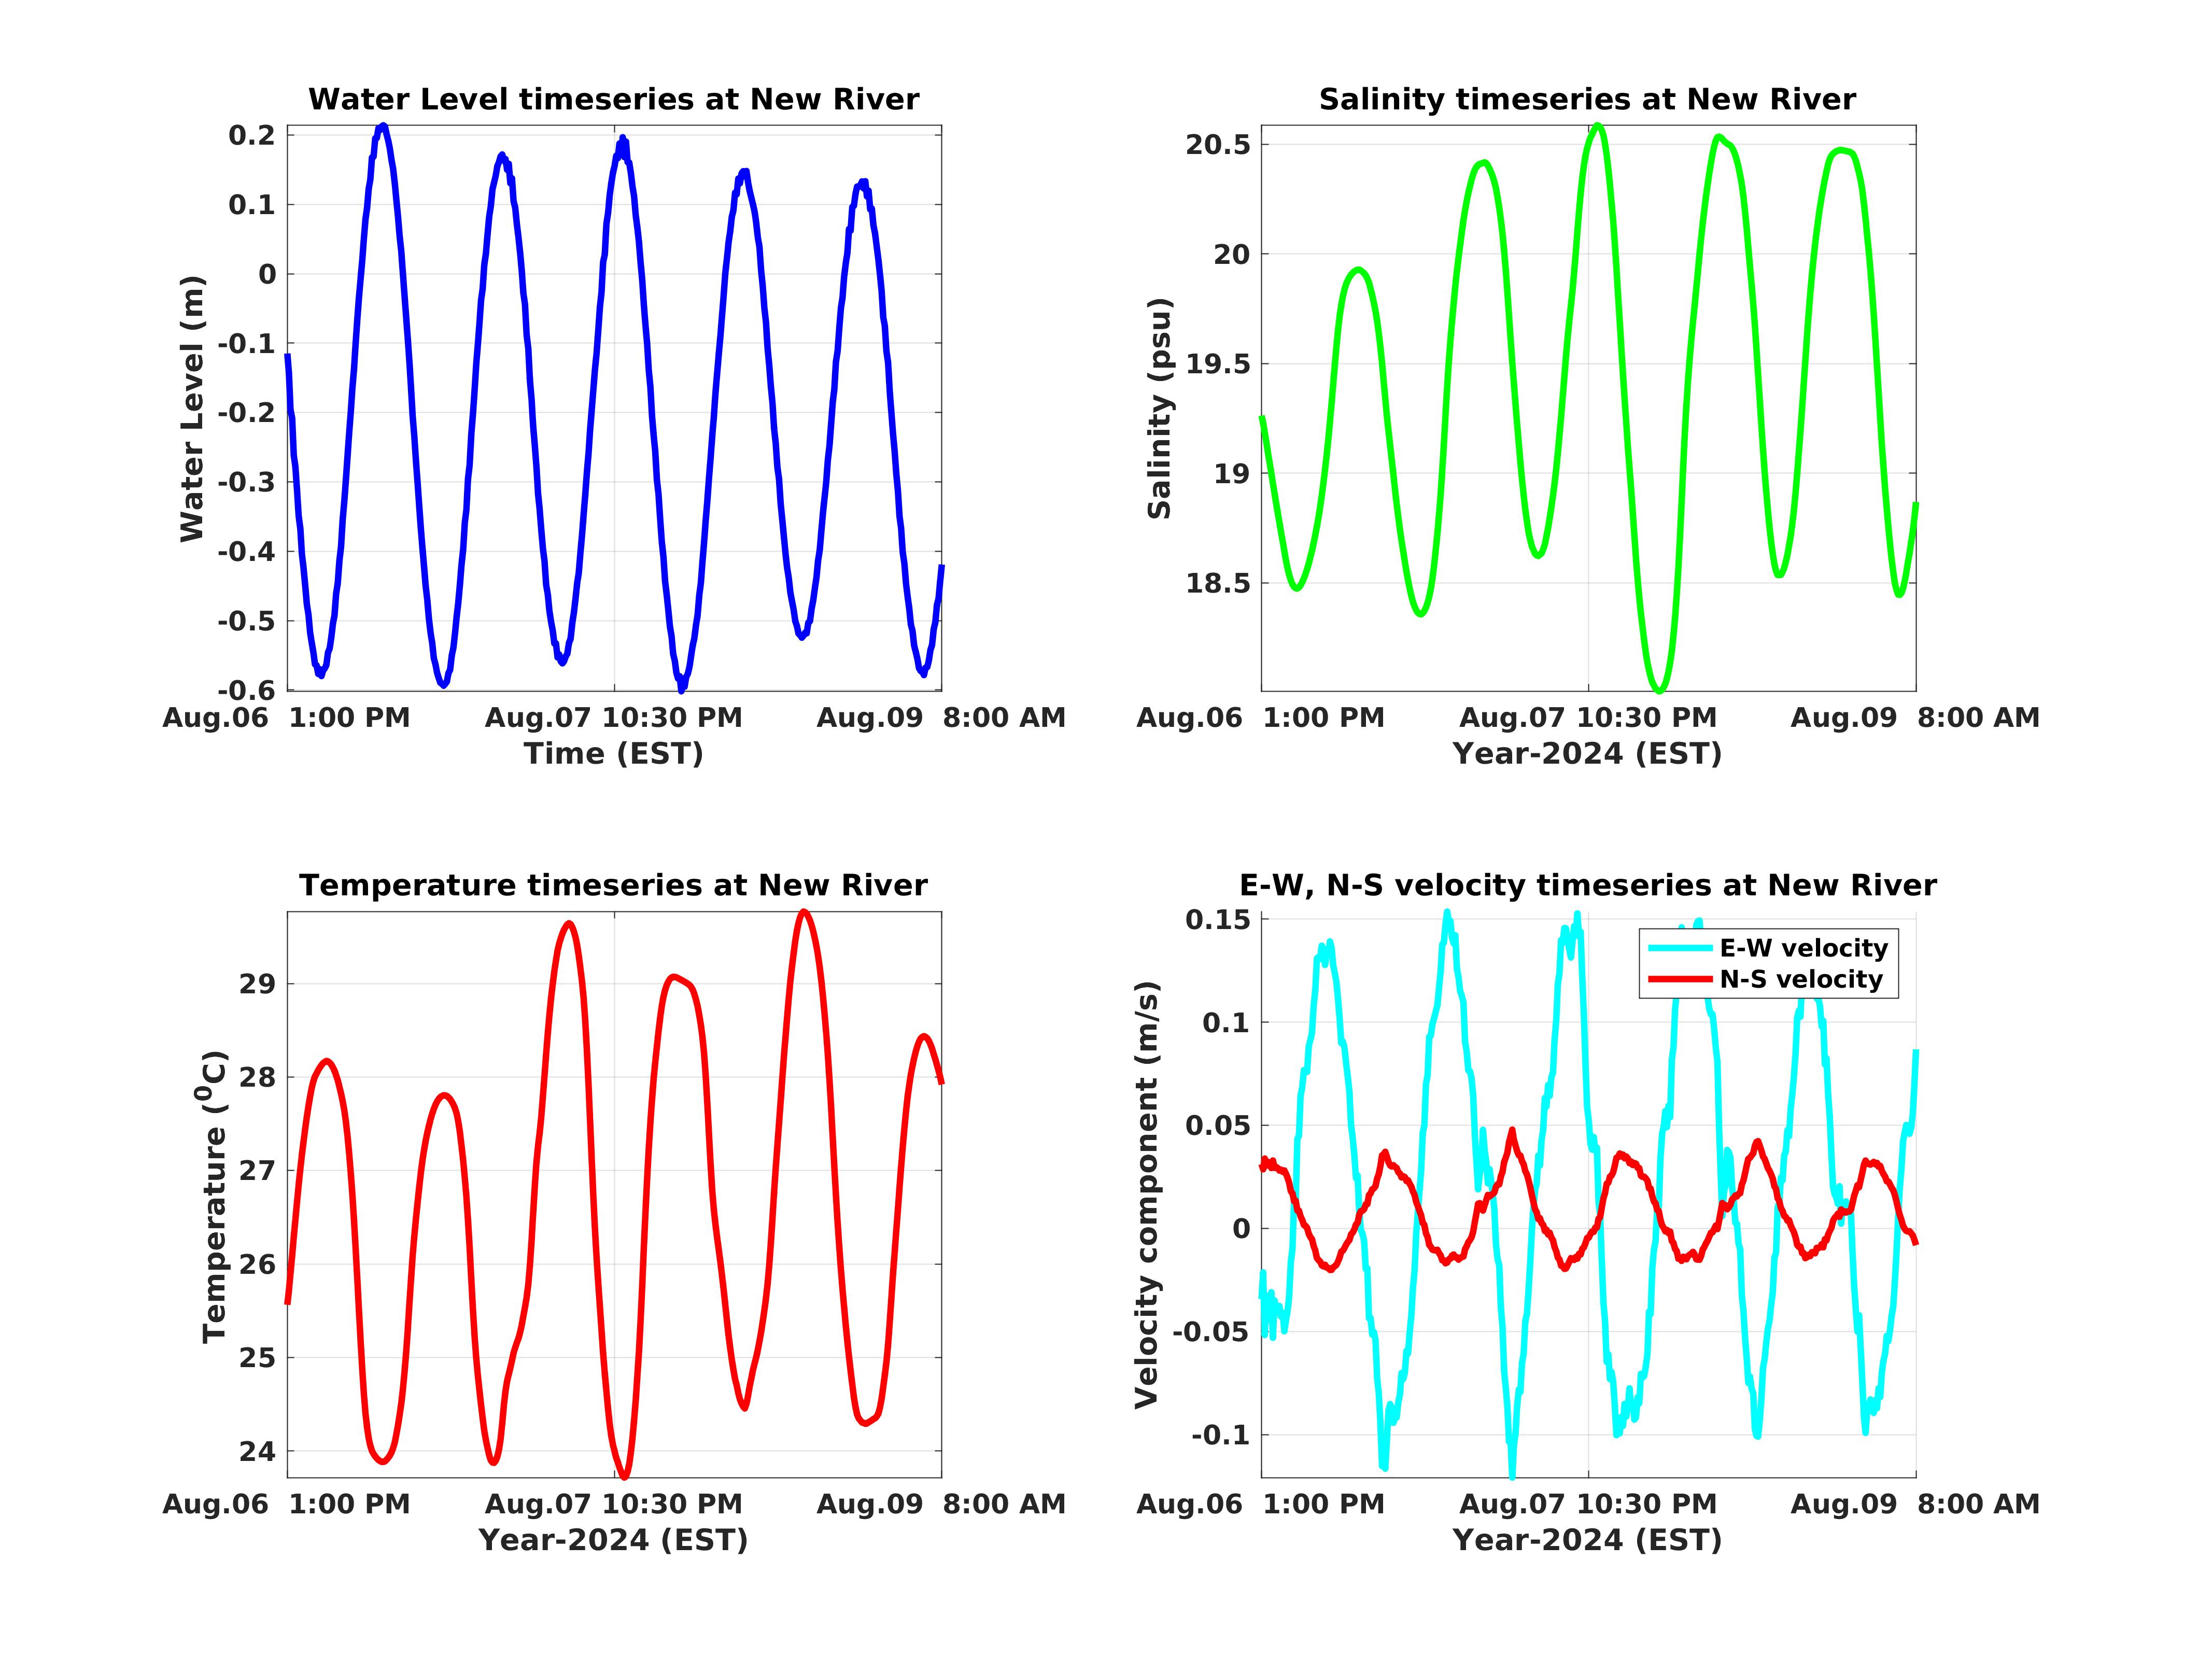 Water Level timeseries at New River
0.2
0.1
0
-0.1
-0.2
-0.3
-0.4
-0.5
-0.6
Water Level (m)
Aug.06 1:00 PM Aug.07 10:30 PM Aug.09 8:00 AM
Time (EST)
Salinity timeseries at New River
20.5
20
19.5
19
18.5
Salinity (psu)
Aug.06 1:00 PM Aug.07 10:30 PM Aug.09 8:00 AM
Year-2024 (EST)
Temperature timeseries at New River
29
28
27
26
25
24
Temperature (⁰C)
Aug.06 1:00 PM Aug.07 10:30 PM Aug.09 8:00 AM
Year-2024 (EST)
E-W, N-S velocity timeseries at New River
0.15
0.1
0.05
0
-0.05
-0.1
Velocity component (m/s)
E-W velocity
N-S velocity
Aug.06 1:00 PM Aug.07 10:30 PM Aug.09 8:00 AM
Year-2024 (EST)